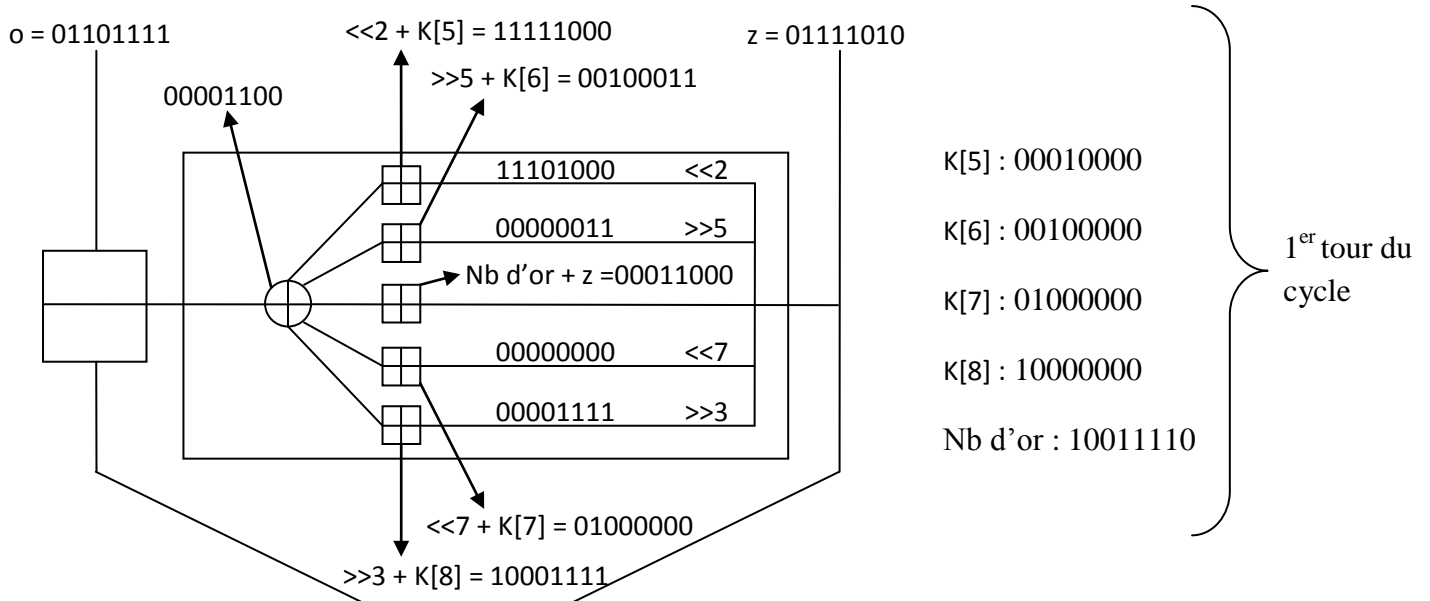 o = 01101111
<<2 + K[5] = 11111000
z = 01111010
>>5 + K[6] = 00100011
00001100
11101000 <<2
00000011 >>5
Nb d’or + z =00011000
00000000 <<7
00001111 >>3
<<7 + K[7] = 01000000
>>3 + K[8] = 10001111
K[5] : 00010000
K[6] : 00100000
K[7] : 01000000
K[8] : 10000000
Nb d’or : 10011110
1er tour du
cycle